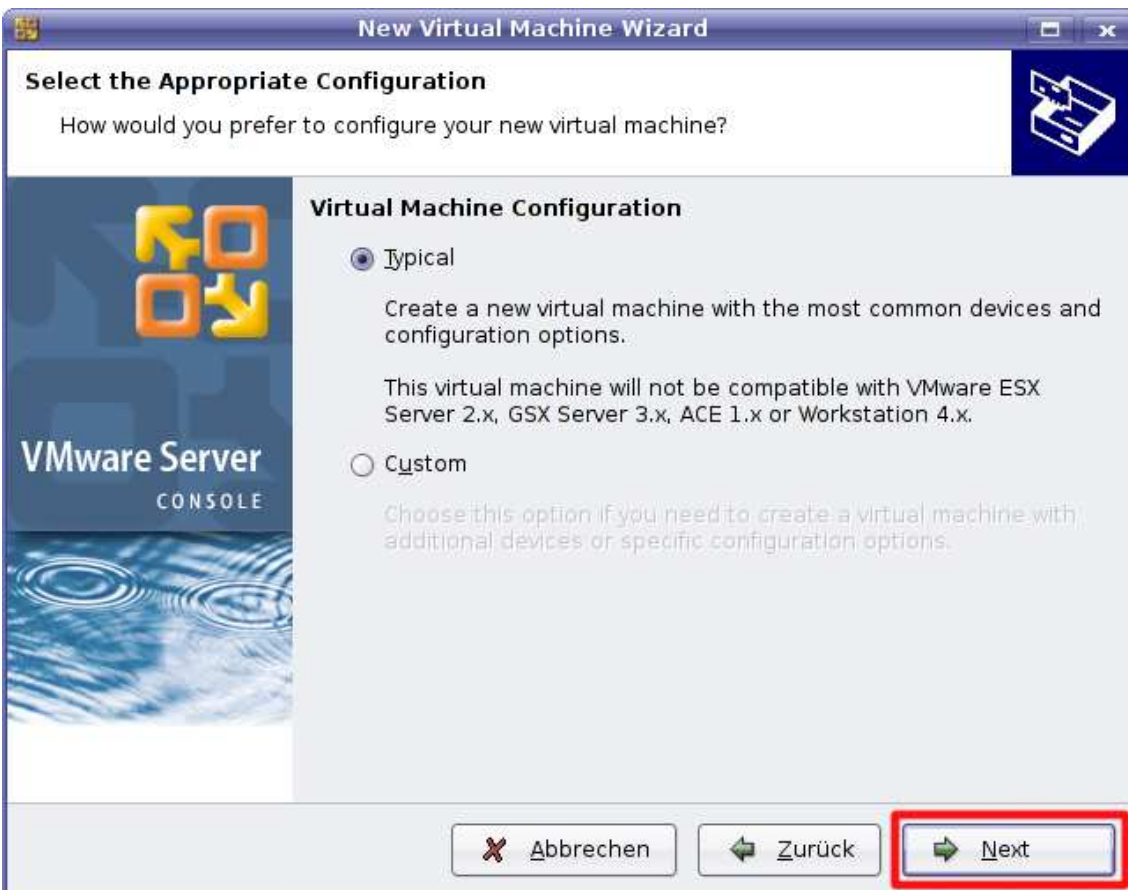 New Virtual Machine Wizard
Select the Appropriate Configuration
How would you prefer to configure your new virtual machine?
VMware Server
CONSOLE
Virtual Machine Configuration
Typical
Create a new virtual machine with the most common devices and
configuration options.
This virtual machine will not be compatible with VMware ESX
Server 2.x, GSX Server 3.x, ACE 1.x or Workstation 4.x.
Custom
Choose this option if you need to create a virtual machine with
additional devices or specific configuration options.
Abbrechen
Zurück
Next